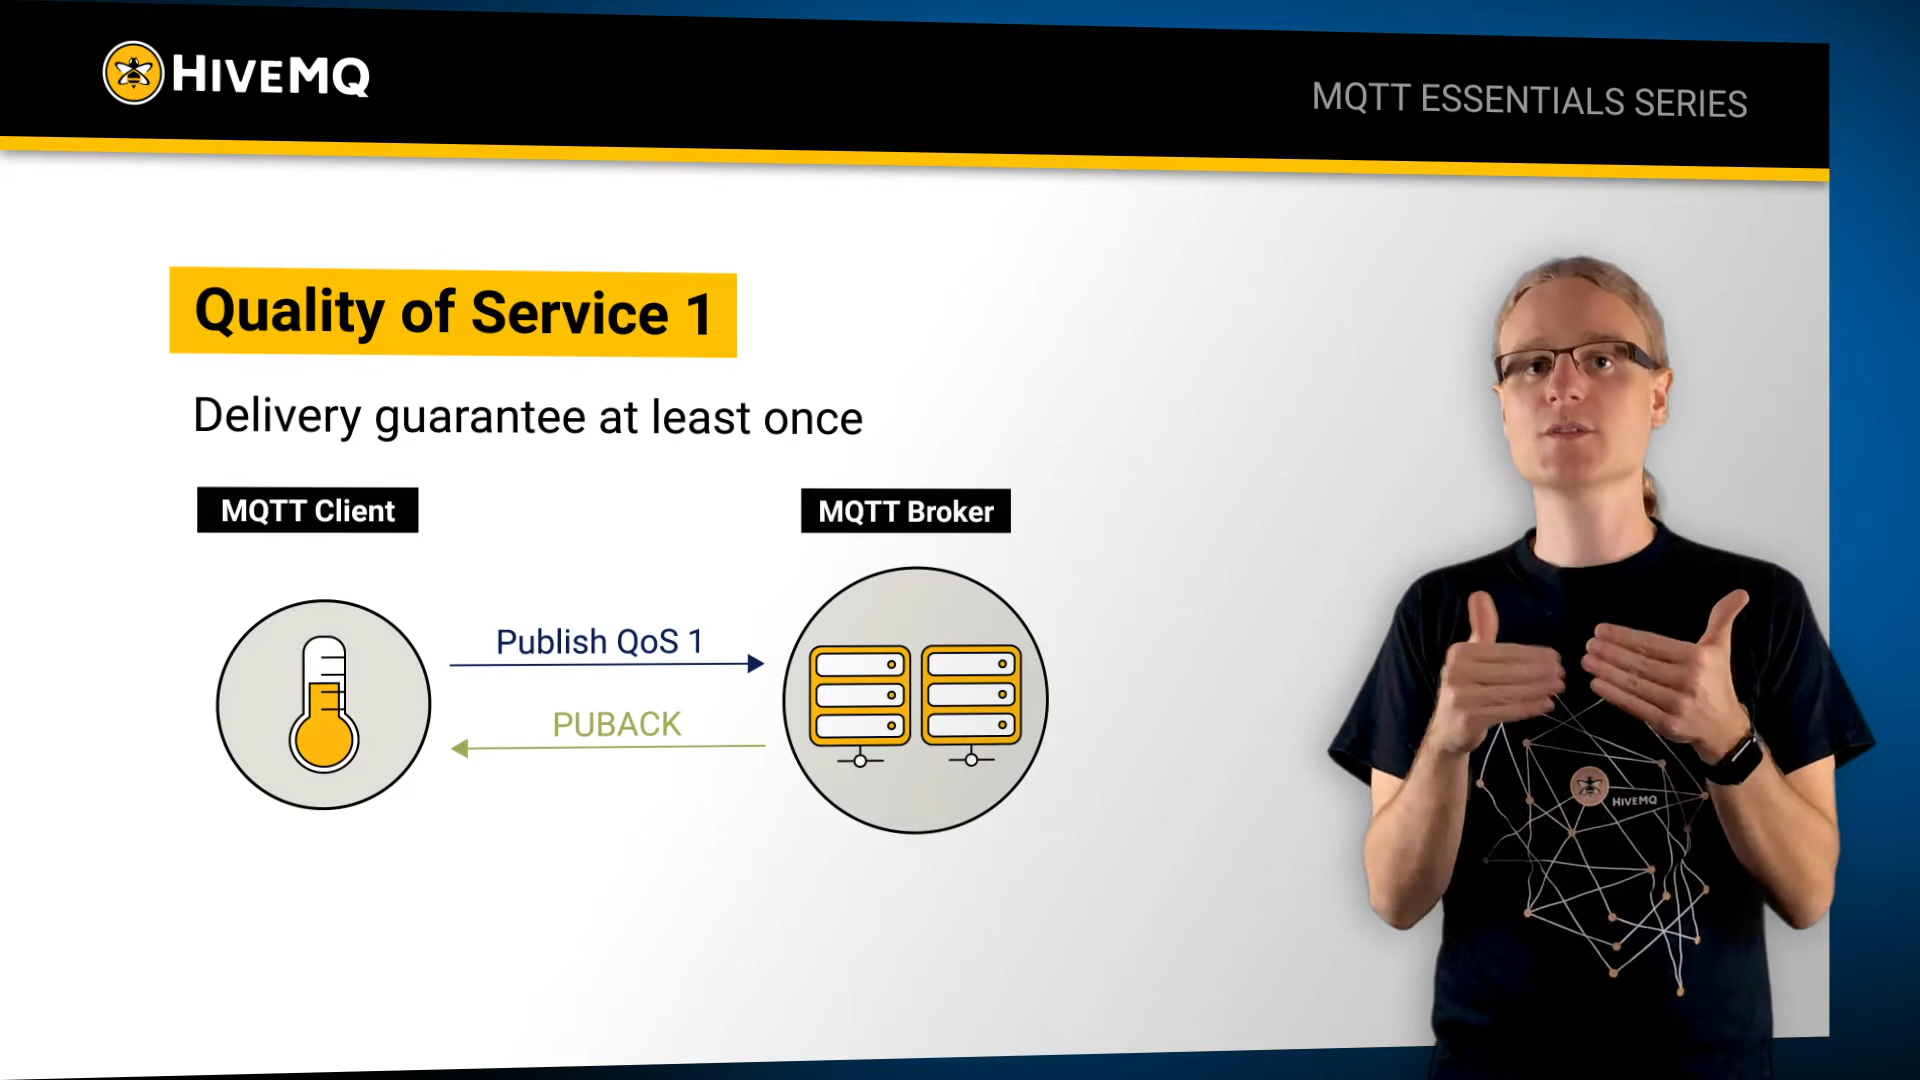 HIVEMQ
MQTT ESSENTIALS SERIES
Quality of Service 1
Delivery guarantee at least once
MQTT Client
MQTT Broker
Publish QoS 1
PUBACK
HIVEMQ